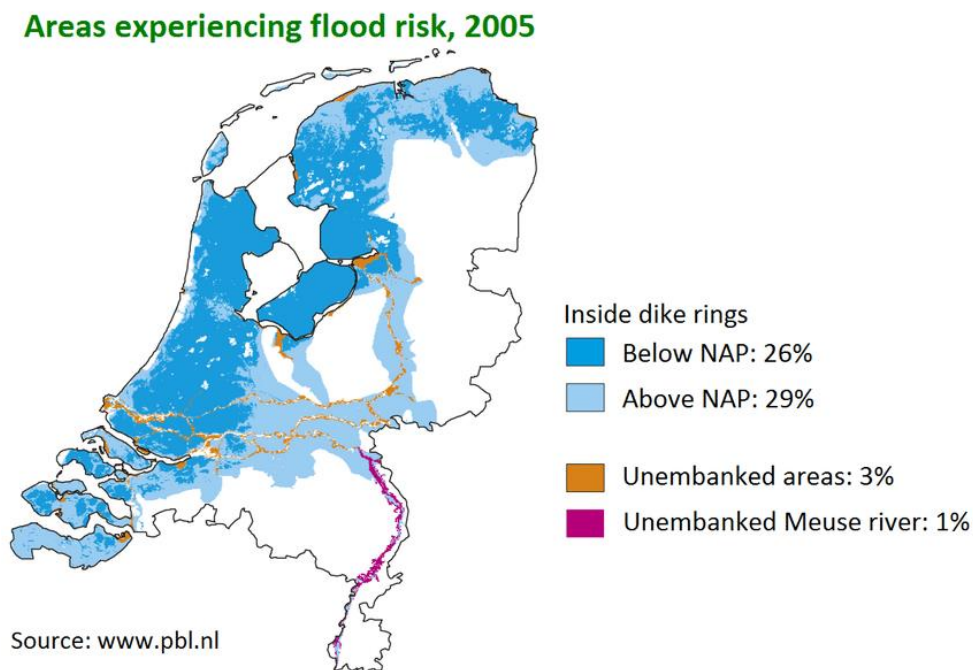 Areas experiencing flood risk, 2005
Inside dike rings
Below NAP: 26%
Above NAP: 29%
Unembanked areas: 3%
Unembanked Meuse river: 1%
Source: www.pbl.nl